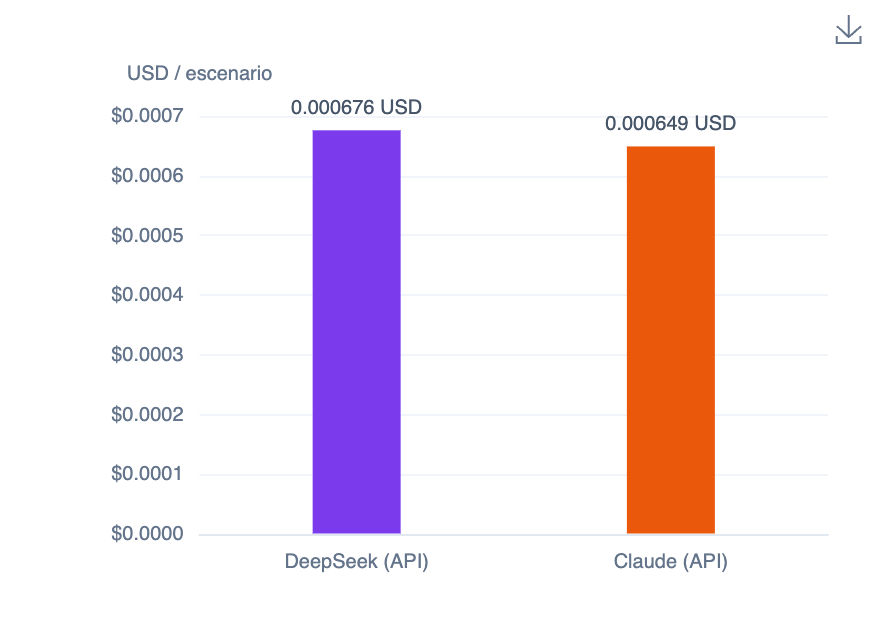 USD / escenario
0.000676 USD
0.000649 USD
$0.0007
$0.0006
$0.0005
$0.0004
$0.0003
$0.0002
$0.0001
$0.0000
DeepSeek (API)
Claude (API)